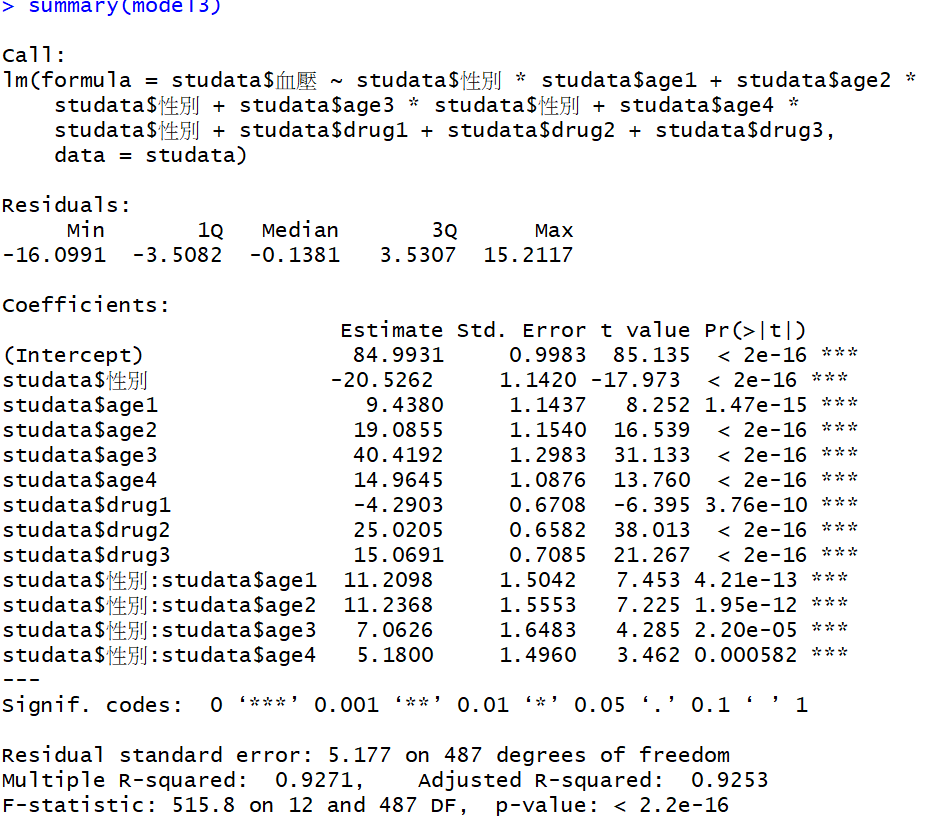 > summary(model3)
Call:
lm(formula = studata$血壓 ~ studata$性別 * studata$age1 + studata$age2 *
studata$性別 + studata$age3 * studata$性別 + studata$age4 *
studata$性別 + studata$drug1 + studata$drug2 + studata$drug3,
data = studata)
Residuals:
Min 1Q Median 3Q Max
-16.0991 -3.5082 -0.1381 3.5307 15.2117
Coefficients:
Estimate Std. Error t value Pr(>|t|)
(Intercept) 84.9931 0.9983 85.135 < 2e-16 ***
studata$性別 -20.5262 1.1420 -17.973 < 2e-16 ***
studata$age1 9.4380 1.1437 8.252 1.47e-15 ***
studata$age2 19.0855 1.1540 16.539 < 2e-16 ***
studata$age3 40.4192 1.2983 31.133 < 2e-16 ***
studata$age4 14.9645 1.0876 13.760 < 2e-16 ***
studata$drug1 -4.2903 0.6708 -6.395 3.76e-10 ***
studata$drug2 25.0205 0.6582 38.013 < 2e-16 ***
studata$drug3 15.0691 0.7085 21.267 < 2e-16 ***
studata$性別:studata$age1 11.2098 1.5042 7.453 4.21e-13 ***
studata$性別:studata$age2 11.2368 1.5553 7.225 1.95e-12 ***
studata$性別:studata$age3 7.0626 1.6483 4.285 2.20e-05 ***
studata$性別:studata$age4 5.1800 1.4960 3.462 0.000582 ***
---
Signif. codes: 0 ‘***’ 0.001 ‘**’ 0.01 ‘*’ 0.05 ‘.’ 0.1 ‘ ’ 1
Residual standard error: 5.177 on 487 degrees of freedom
Multiple R-squared: 0.9271, Adjusted R-squared: 0.9253
F-statistic: 515.8 on 12 and 487 DF, p-value: < 2.2e-16